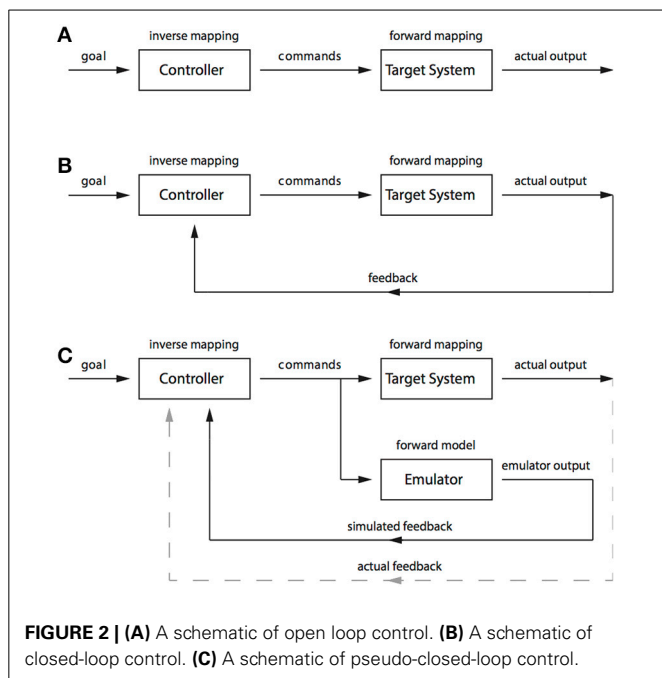 A
inverse mapping
forward mapping
goal
Controller
commands
Target System
actual output
B
inverse mapping
forward mapping
goal
Controller
commands
Target System
actual output
feedback
C
inverse mapping
forward mapping
goal
Controller
commands
Target System
actual output
forward model
Emulator
emulator output
simulated feedback
actual feedback
FIGURE 2 | (A) A schematic of open loop control. (B) A schematic of
closed-loop control. (C) A schematic of pseudo-closed-loop control.